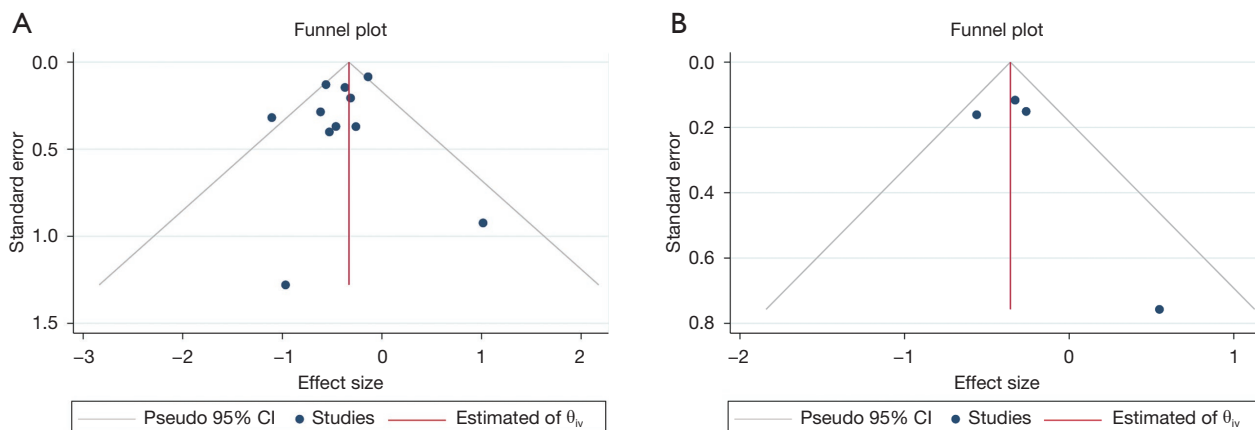 A
Funnel plot
0.0
0.5
1.0
1.5
Standard error
−3
−2
−1
0
1
2
Effect size
Pseudo 95% CI
Studies
Estimated of θiv
B
Funnel plot
0.0
0.2
0.4
0.6
0.8
Standard error
−2
−1
0
1
Effect size
Pseudo 95% CI
Studies
Estimated of θiv